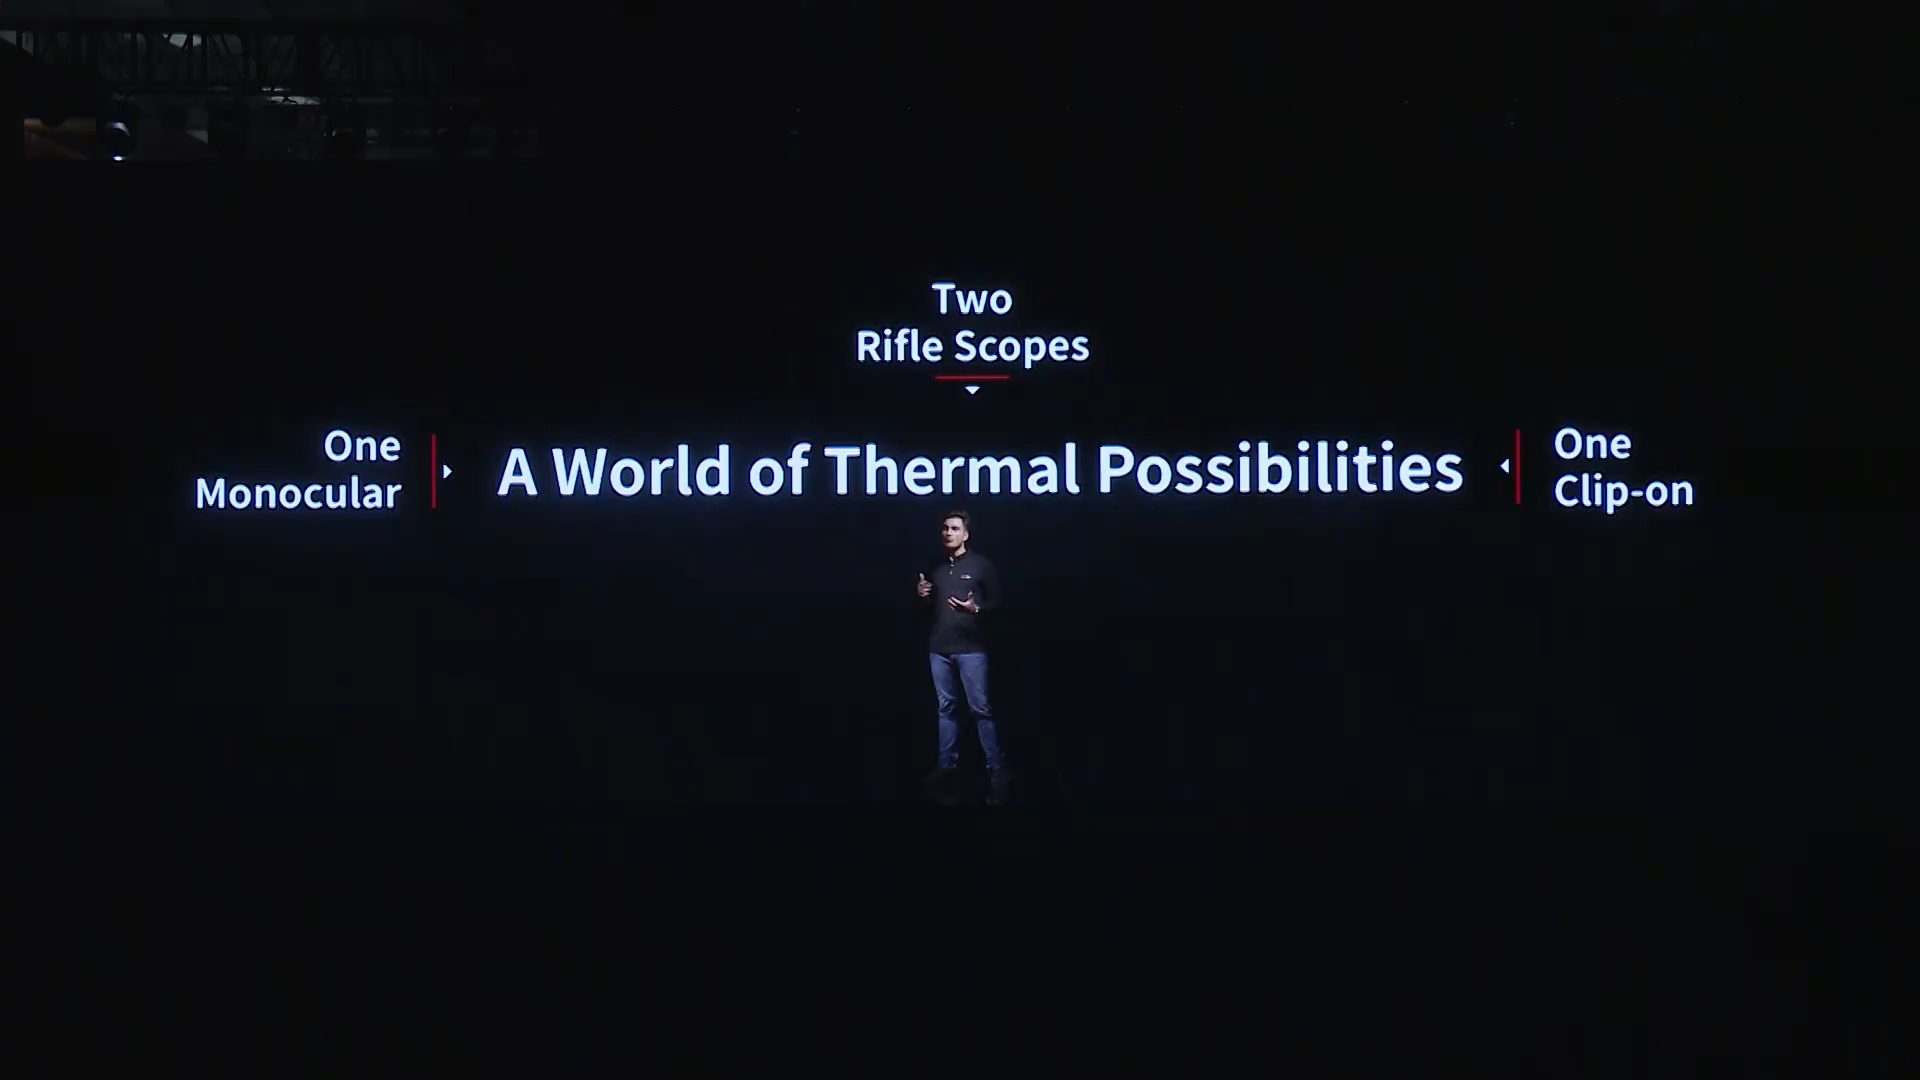 Two
Rifle Scopes
One
Monocular
A World of Thermal Possibilities
One
Clip-on